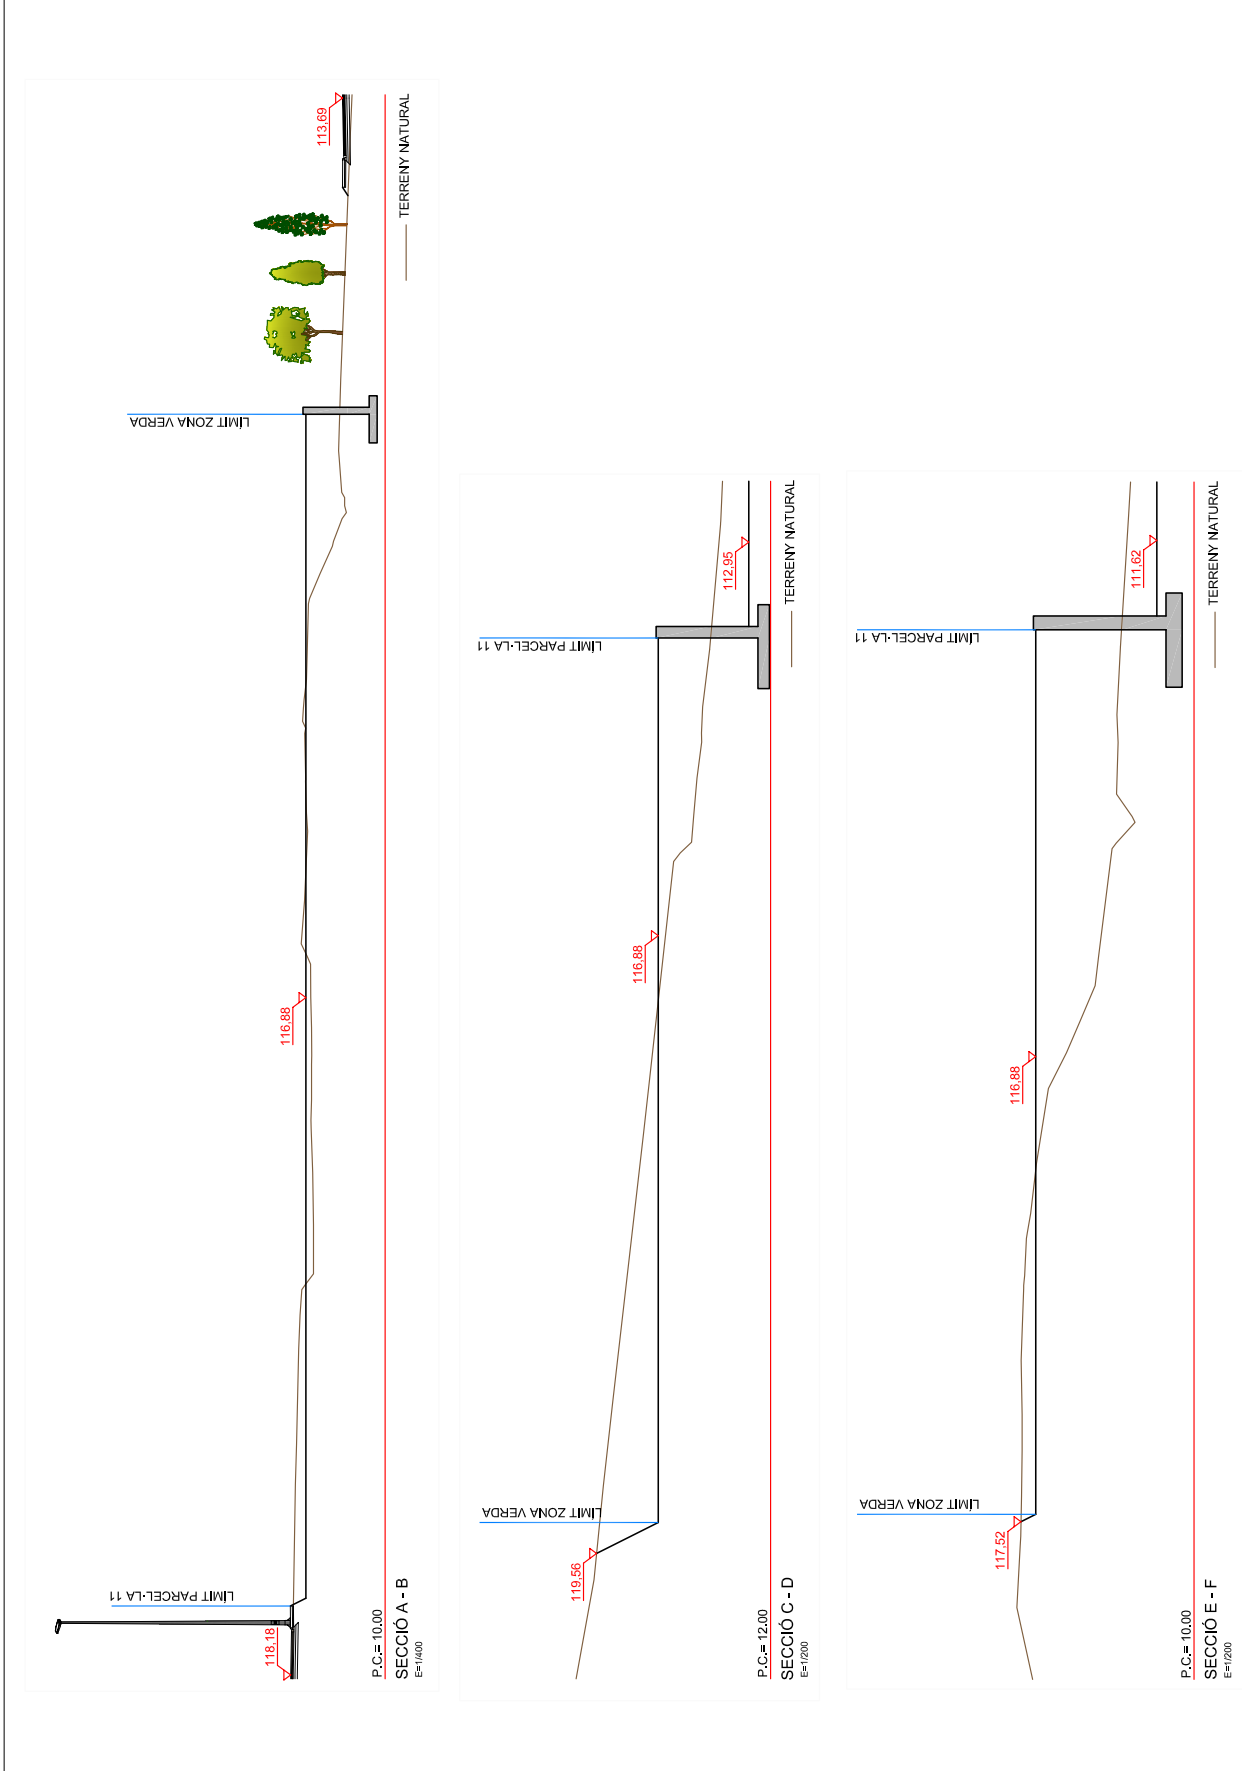 LÍMIT PARCEL·LA 11
118,18
116,88
LÍMIT ZONA VERDA
113,69
P.C.= 10.00
SECCIÓ A - B
E=1/400
TERRENY NATURAL
LÍMIT ZONA VERDA
119,56
116,88
LÍMIT PARCEL·LA 11
112,95
P.C.= 12.00
SECCIÓ C - D
E=1/200
TERRENY NATURAL
LÍMIT ZONA VERDA
117,52
116,88
LÍMIT PARCEL·LA 11
111,62
P.C.= 10.00
SECCIÓ E - F
E=1/200
TERRENY NATURAL